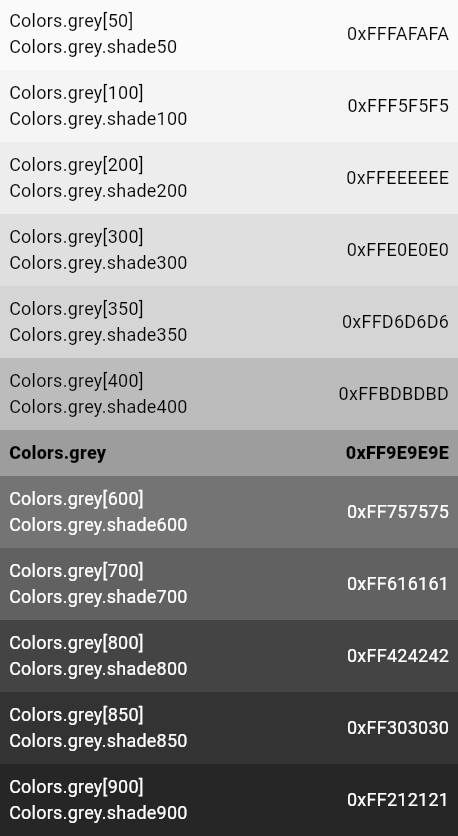 Colors.grey[50]
Colors.grey.shade50
0xFFFAFAFA
Colors.grey[100]
Colors.grey.shade100
0xFFF5F5F5
Colors.grey[200]
Colors.grey.shade200
0xFFEEEEEE
Colors.grey[300]
Colors.grey.shade300
0xFFE0E0E0
Colors.grey[350]
Colors.grey.shade350
0xFFD6D6D6
Colors.grey[400]
Colors.grey.shade400
0xFFBDBDBD
Colors.grey
0xFF9E9E9E
Colors.grey[600]
Colors.grey.shade600
0xFF757575
Colors.grey[700]
Colors.grey.shade700
0xFF616161
Colors.grey[800]
Colors.grey.shade800
0xFF424242
Colors.grey[850]
Colors.grey.shade850
0xFF303030
Colors.grey[900]
Colors.grey.shade900
0xFF212121